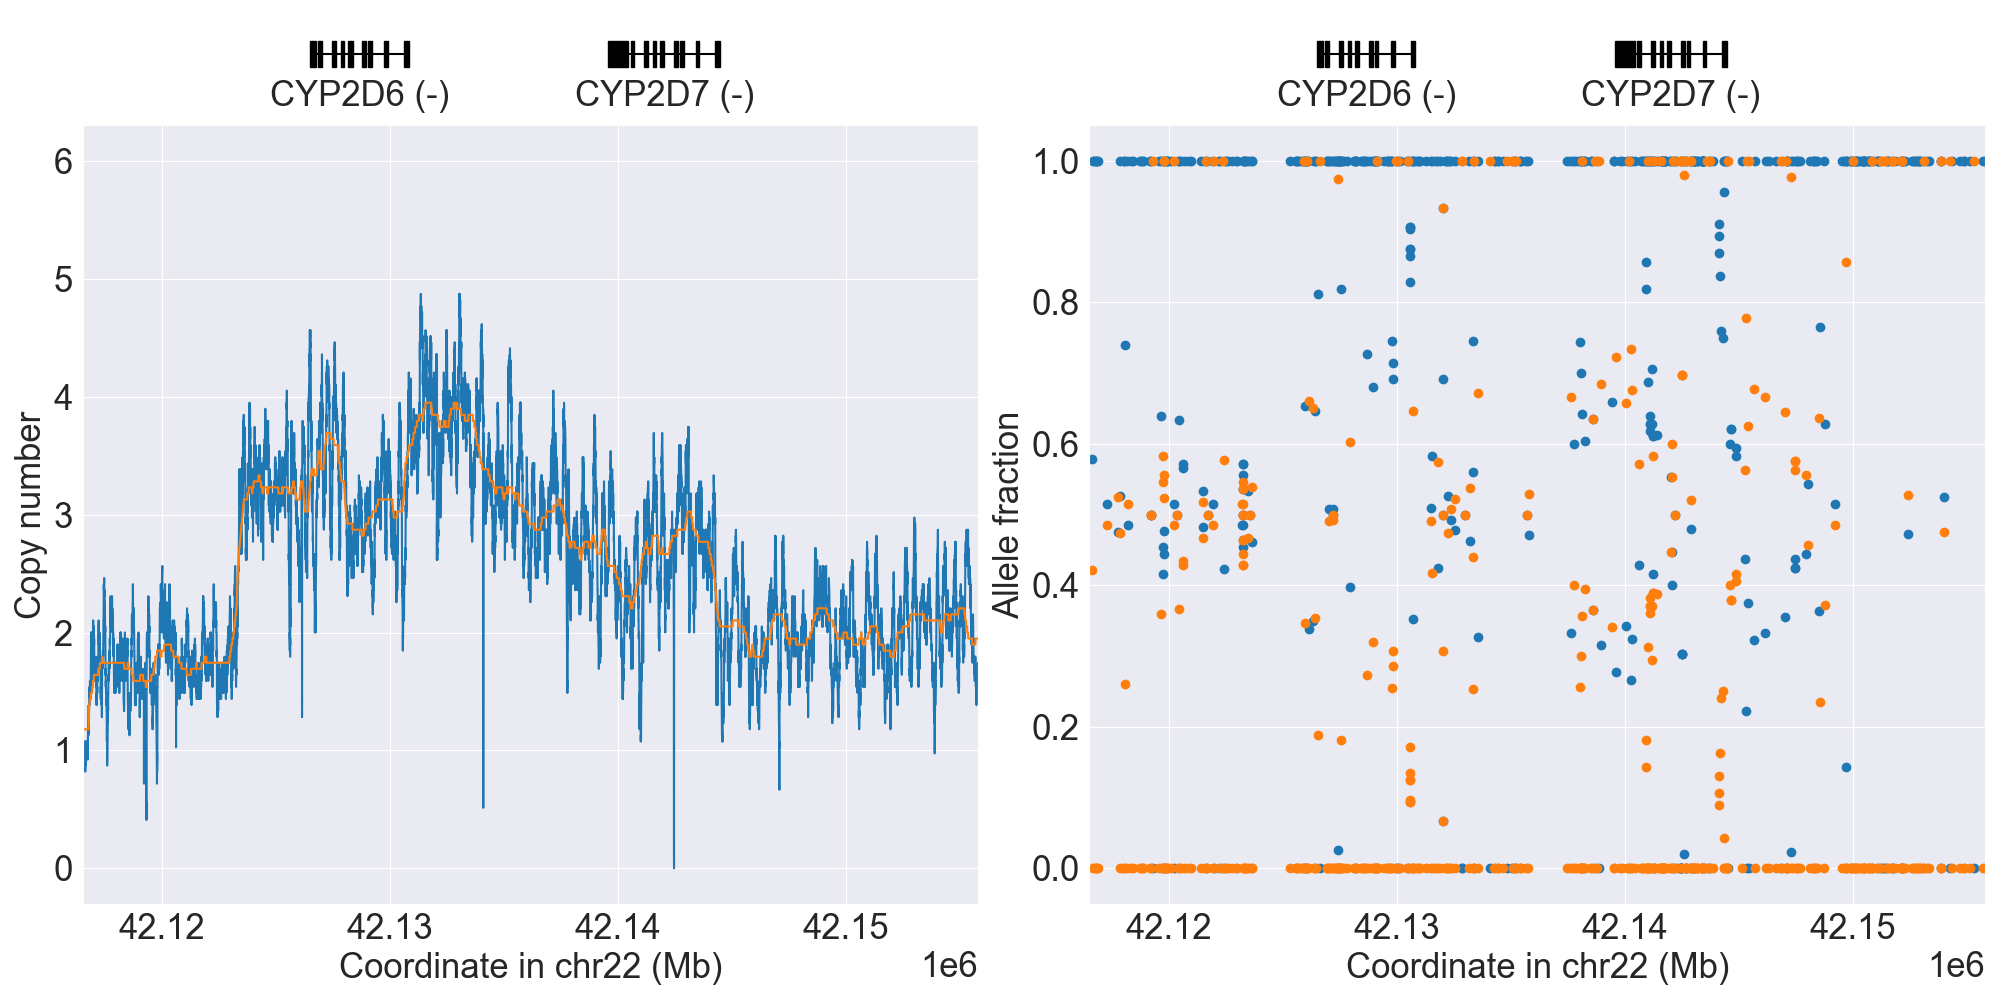 CYP2D6 (-) CYP2D7 (-)
CYP2D6 (-) CYP2D7 (-)
Copy number
6
5
4
3
2
1
0
42.12 42.13 42.14 42.15
Coordinate in chr22 (Mb) 1e6
Allele fraction
1.0
0.8
0.6
0.4
0.2
0.0
42.12 42.13 42.14 42.15
Coordinate in chr22 (Mb) 1e6